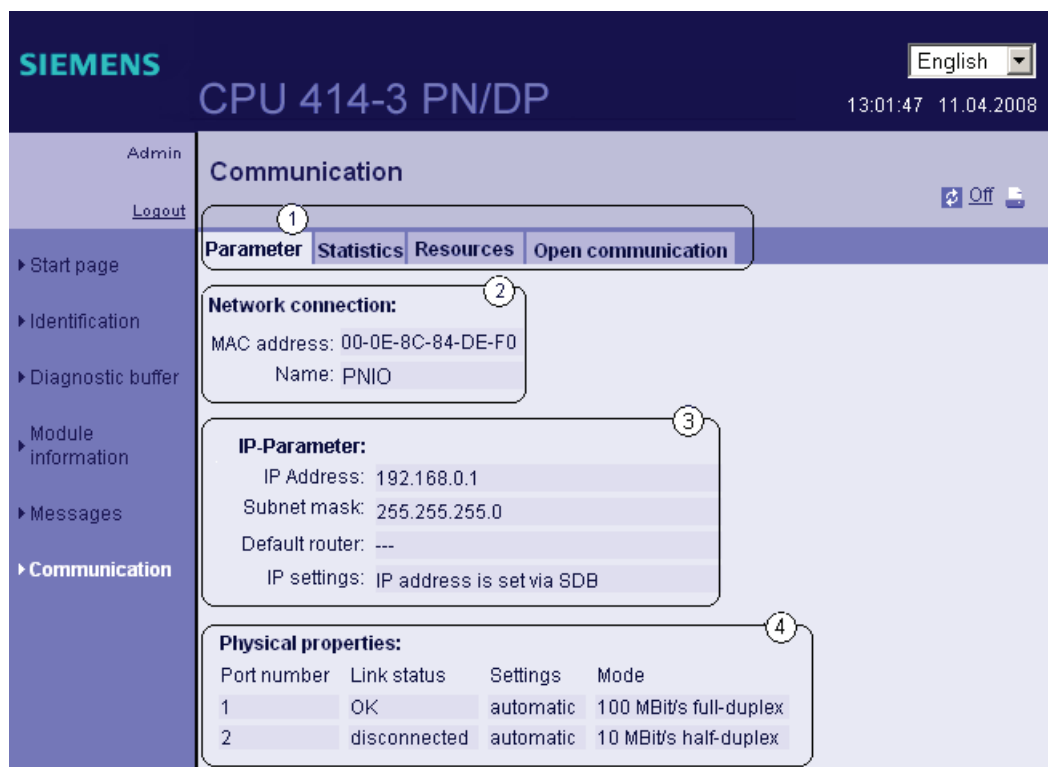 SIEMENS
CPU 414-3 PN/DP
English
13:01:47 11.04.2008
Admin
Logout
Communication
Off
1
Parameter Statistics Resources Open communication
Start page
Identification
Diagnostic buffer
Module
information
Messages
Communication
2
Network connection:
MAC address: 00-0E-8C-84-DE-F0
Name: PNIO
3
IP-Parameter:
IP Address: 192.168.0.1
Subnet mask: 255.255.255.0
Default router: ---
IP settings: IP address is set via SDB
4
Physical properties:
Port number Link status Settings Mode
1 OK automatic 100 MBit/s full-duplex
2 disconnected automatic 10 MBit/s half-duplex